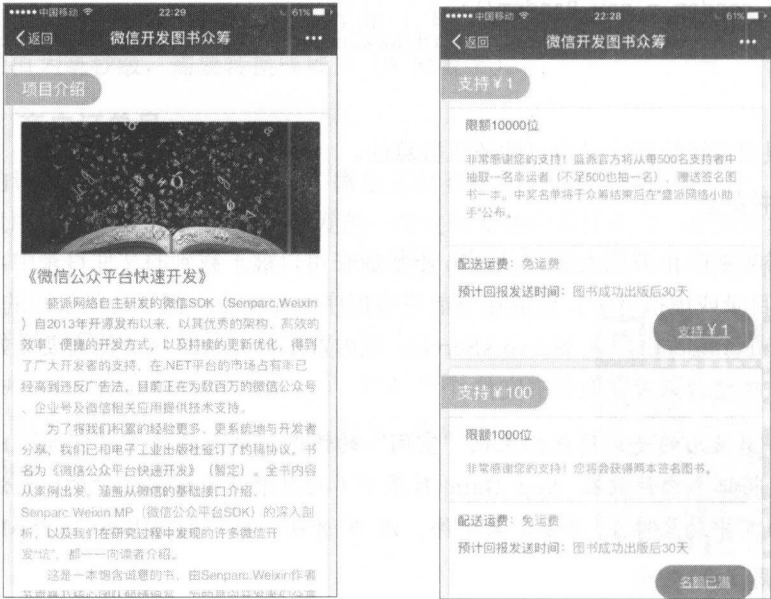 中国移动 22:29 61%
返回 微信开发图书众筹
项目介绍
《微信公众平台快速开发》
盛派网络自主研发的微信SDK（Senparc.Weixin
）自2013年开源发布以来，以其优秀的架构、高效的
效率、便捷的开发方式，以及持续的更新优化，得到
了广大开发者的支持，在.NET平台的市场占有率已
经高到违反广告法，目前正在为数百万的微信公众号
、企业号及微信相关应用提供技术支持。
为了将我们积累的经验更多、更系统地与开发者
分享，我们已和电子工业出版社签订了约稿协议。书
名为《微信公众平台快速开发》（暂定）。全书内容
从案例出发，涵盖从微信的基础接口介绍、
Senparc.Weixin.MP（微信公众平台SDK）的深入剖
析，以及我们在研究过程中发现的许多微信开
发“坑”，都一一向读者介绍。
这是一本饱含诚意的书，由Senparc.Weixin作者
中国移动 22:28 61%
返回 微信开发图书众筹
支持￥1
限额10000位
非常感谢您的支持！盛派官方将从每500名支持者中
抽取一名幸运者（不足500也抽一名），赠送签名图
书一本。中奖名单将于众筹结束后在“盛派网络小助
手”公布。
配送运费：免运费
预计回报发送时间：图书成功出版后30天
支持￥1
支持￥100
限额1000位
非常感谢您的支持！您将会获得两本签名图书。
配送运费：免运费
预计回报发送时间：图书成功出版后30天
名额已满